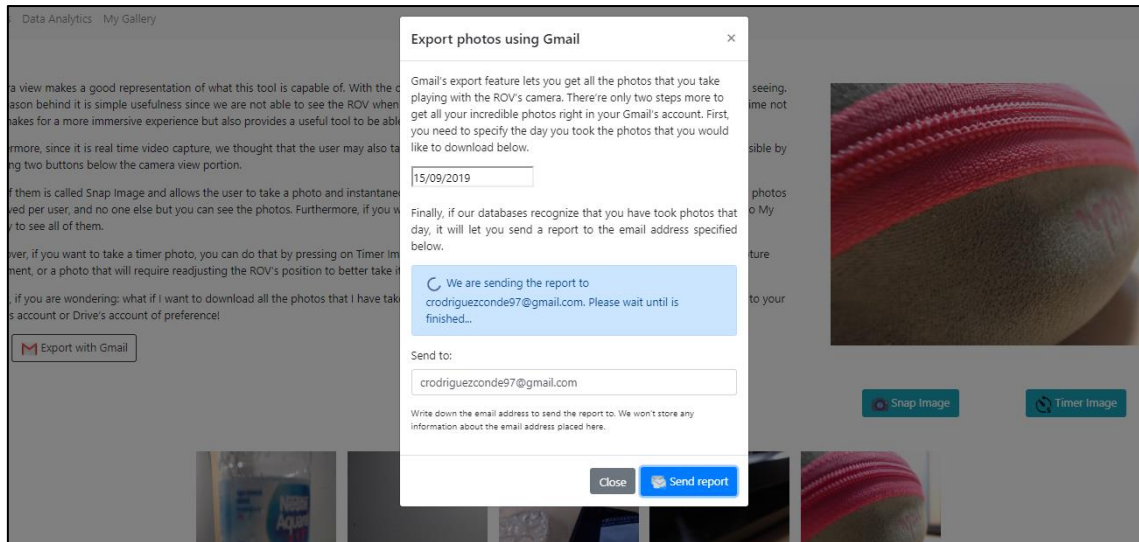 Data Analytics My Gallery
Export photos using Gmail ×
Gmail's export feature lets you get all the photos that you take
playing with the ROV's camera. There're only two steps more to
get all your incredible photos right in your Gmail's account. First,
you need to specify the day you took the photos that you would
like to download below.
15/09/2019
Finally, if our databases recognize that you have took photos that
day, it will let you send a report to the email address specified
below.
We are sending the report to
crodriguezconde97@gmail.com. Please wait until is
finished...
Send to:
crodriguezconde97@gmail.com
Write down the email address to send the report to. We won't store any
information about the email address placed here.
Close Send report
a view makes a good representation of what this tool is capable of. With the
seeing.
ason behind it is simple usefulness since we are not able to see the ROV when
me not
makes for a more immersive experience but also provides a useful tool to be able
rmore, since it is real time video capture, we thought that the user may also ta
sible by
ng two buttons below the camera view portion.
f them is called Snap Image and allows the user to take a photo and instantane
photos
ved per user, and no one else but you can see the photos. Furthermore, if you w
o My
y to see all of them.
over, if you want to take a timer photo, you can do that by pressing on Timer Im
ture
ment, or a photo that will require readjusting the ROV's position to better take i
, if you are wondering: what if I want to download all the photos that I have tak
to your
s account or Drive's account of preference!
Export with Gmail
Snap Image
Timer Image